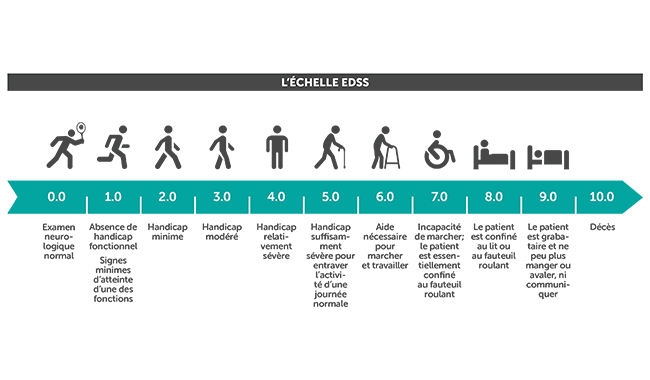 L'ÉCHELLE EDSS
0.0
1.0
2.0
3.0
4.0
5.0
6.0
7.0
8.0
9.0
10.0
Examen
neuro-
logique
normal
Absence de
handicap
fonctionnel
Signes
minimes
d'atteinte
d'une des
fonctions
Handicap
minime
Handicap
modéré
Handicap
relati-
vement
sévère
Handicap
suffisam-
ment
sévère pour
entraver
l'activi-
té d'une
journée
normale
Aide
nécessaire
pour
marcher
et travailler
Incapacité
de marcher;
le patient
est essen-
tiellement
confiné
au fauteuil
roulant
Le patient
est confiné
au lit ou
au fauteuil
roulant
Le patient
est graba-
taire et ne
peu plus
manger ou
avaler, ni
communi-
quer
Décès